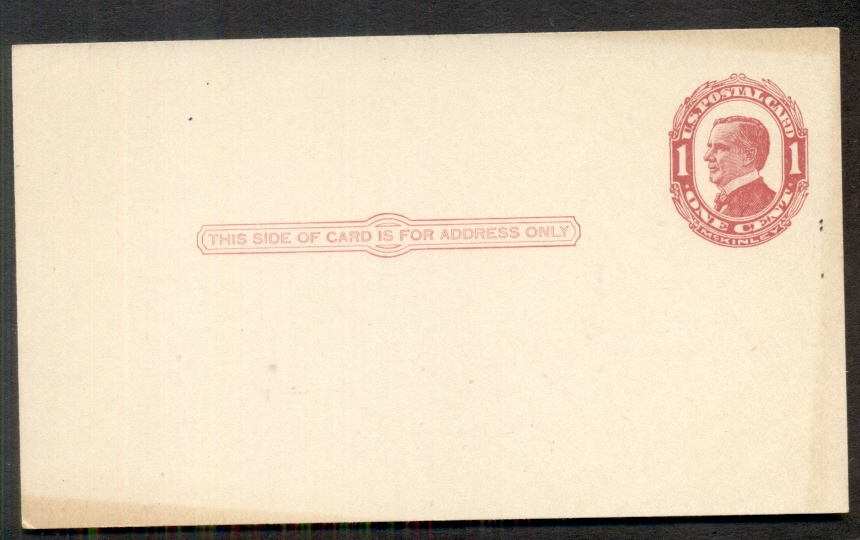 U.S. POSTAL CARD
1 1
ONE CENT
McKINLEY
THIS SIDE OF CARD IS FOR ADDRESS ONLY